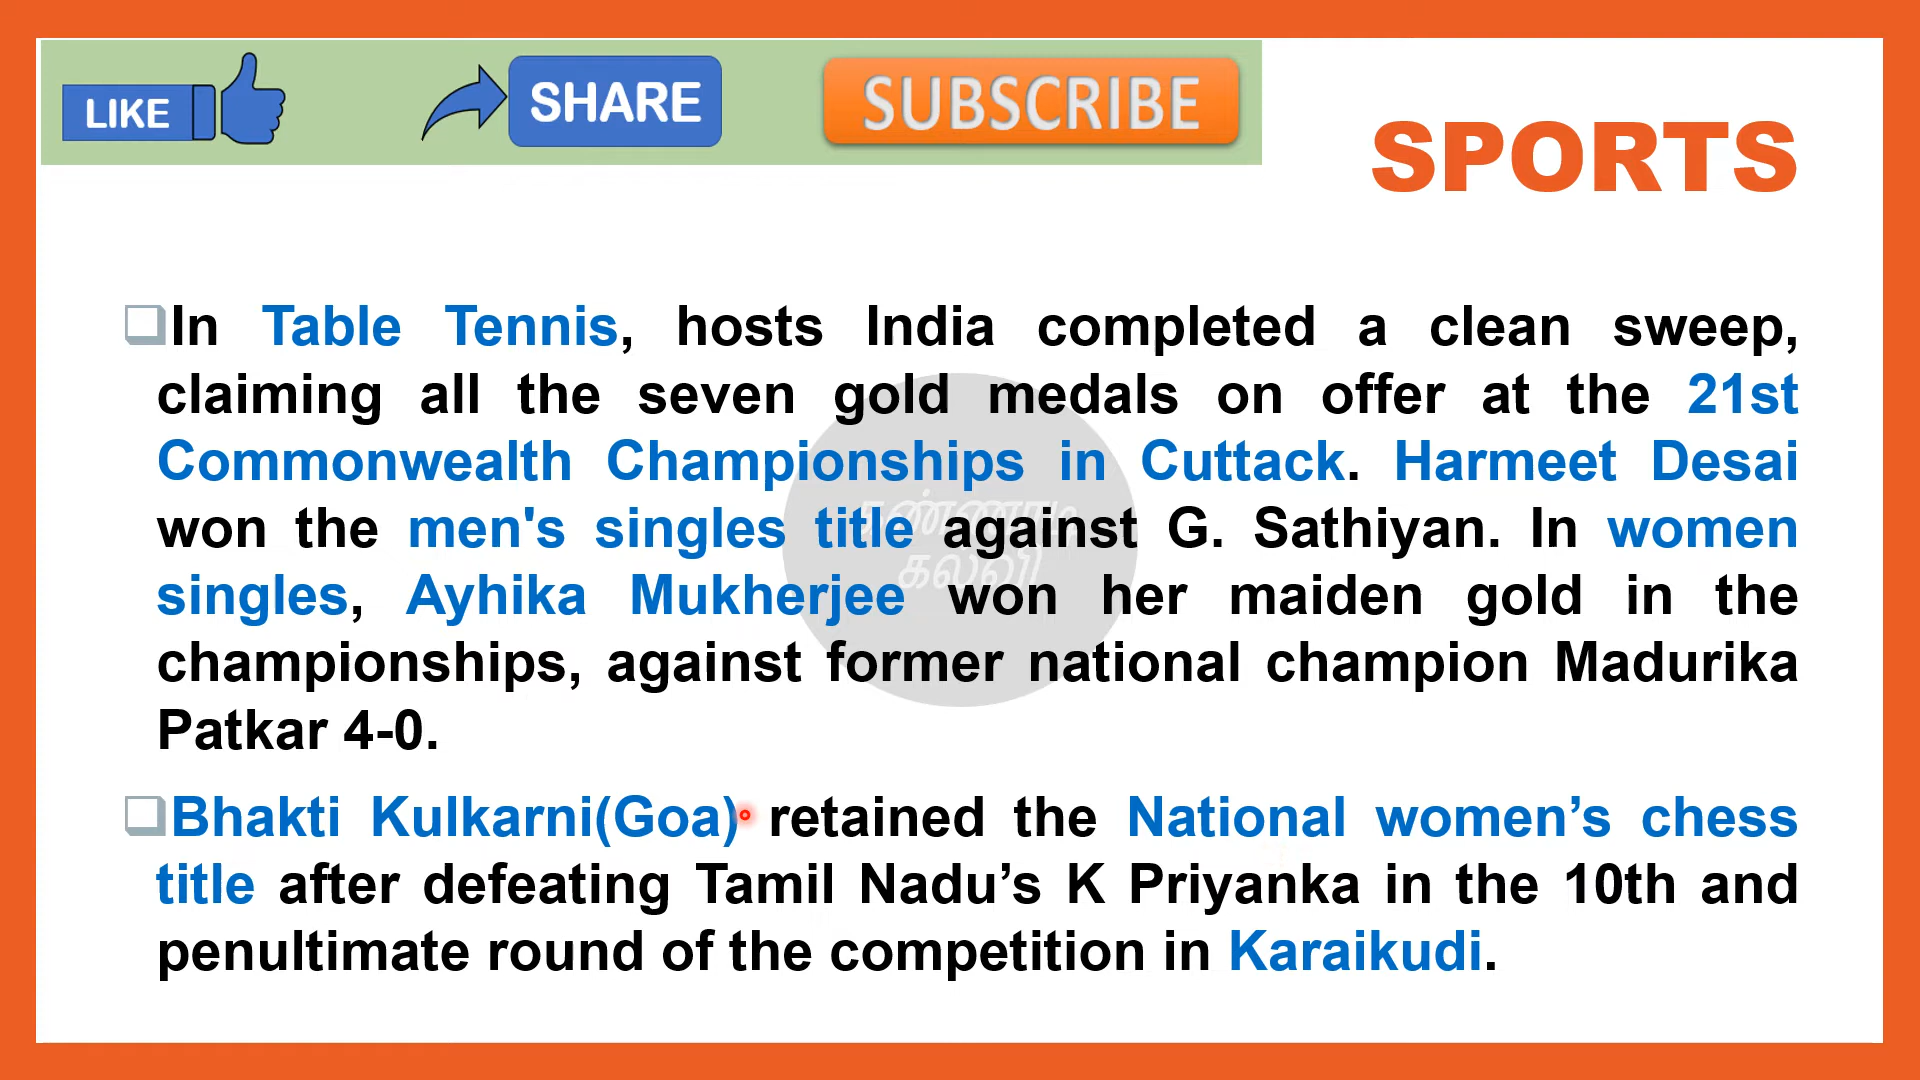 LIKE
SHARE
SUBSCRIBE
SPORTS
In Table Tennis, hosts India completed a clean sweep,
claiming all the seven gold medals on offer at the 21st
Commonwealth Championships in Cuttack. Harmeet Desai
won the men's singles title against G. Sathiyan. In women
singles, Ayhika Mukherjee won her maiden gold in the
championships, against former national champion Madurika
Patkar 4-0.
Bhakti Kulkarni(Goa) retained the National women’s chess
title after defeating Tamil Nadu’s K Priyanka in the 10th and
penultimate round of the competition in Karaikudi.